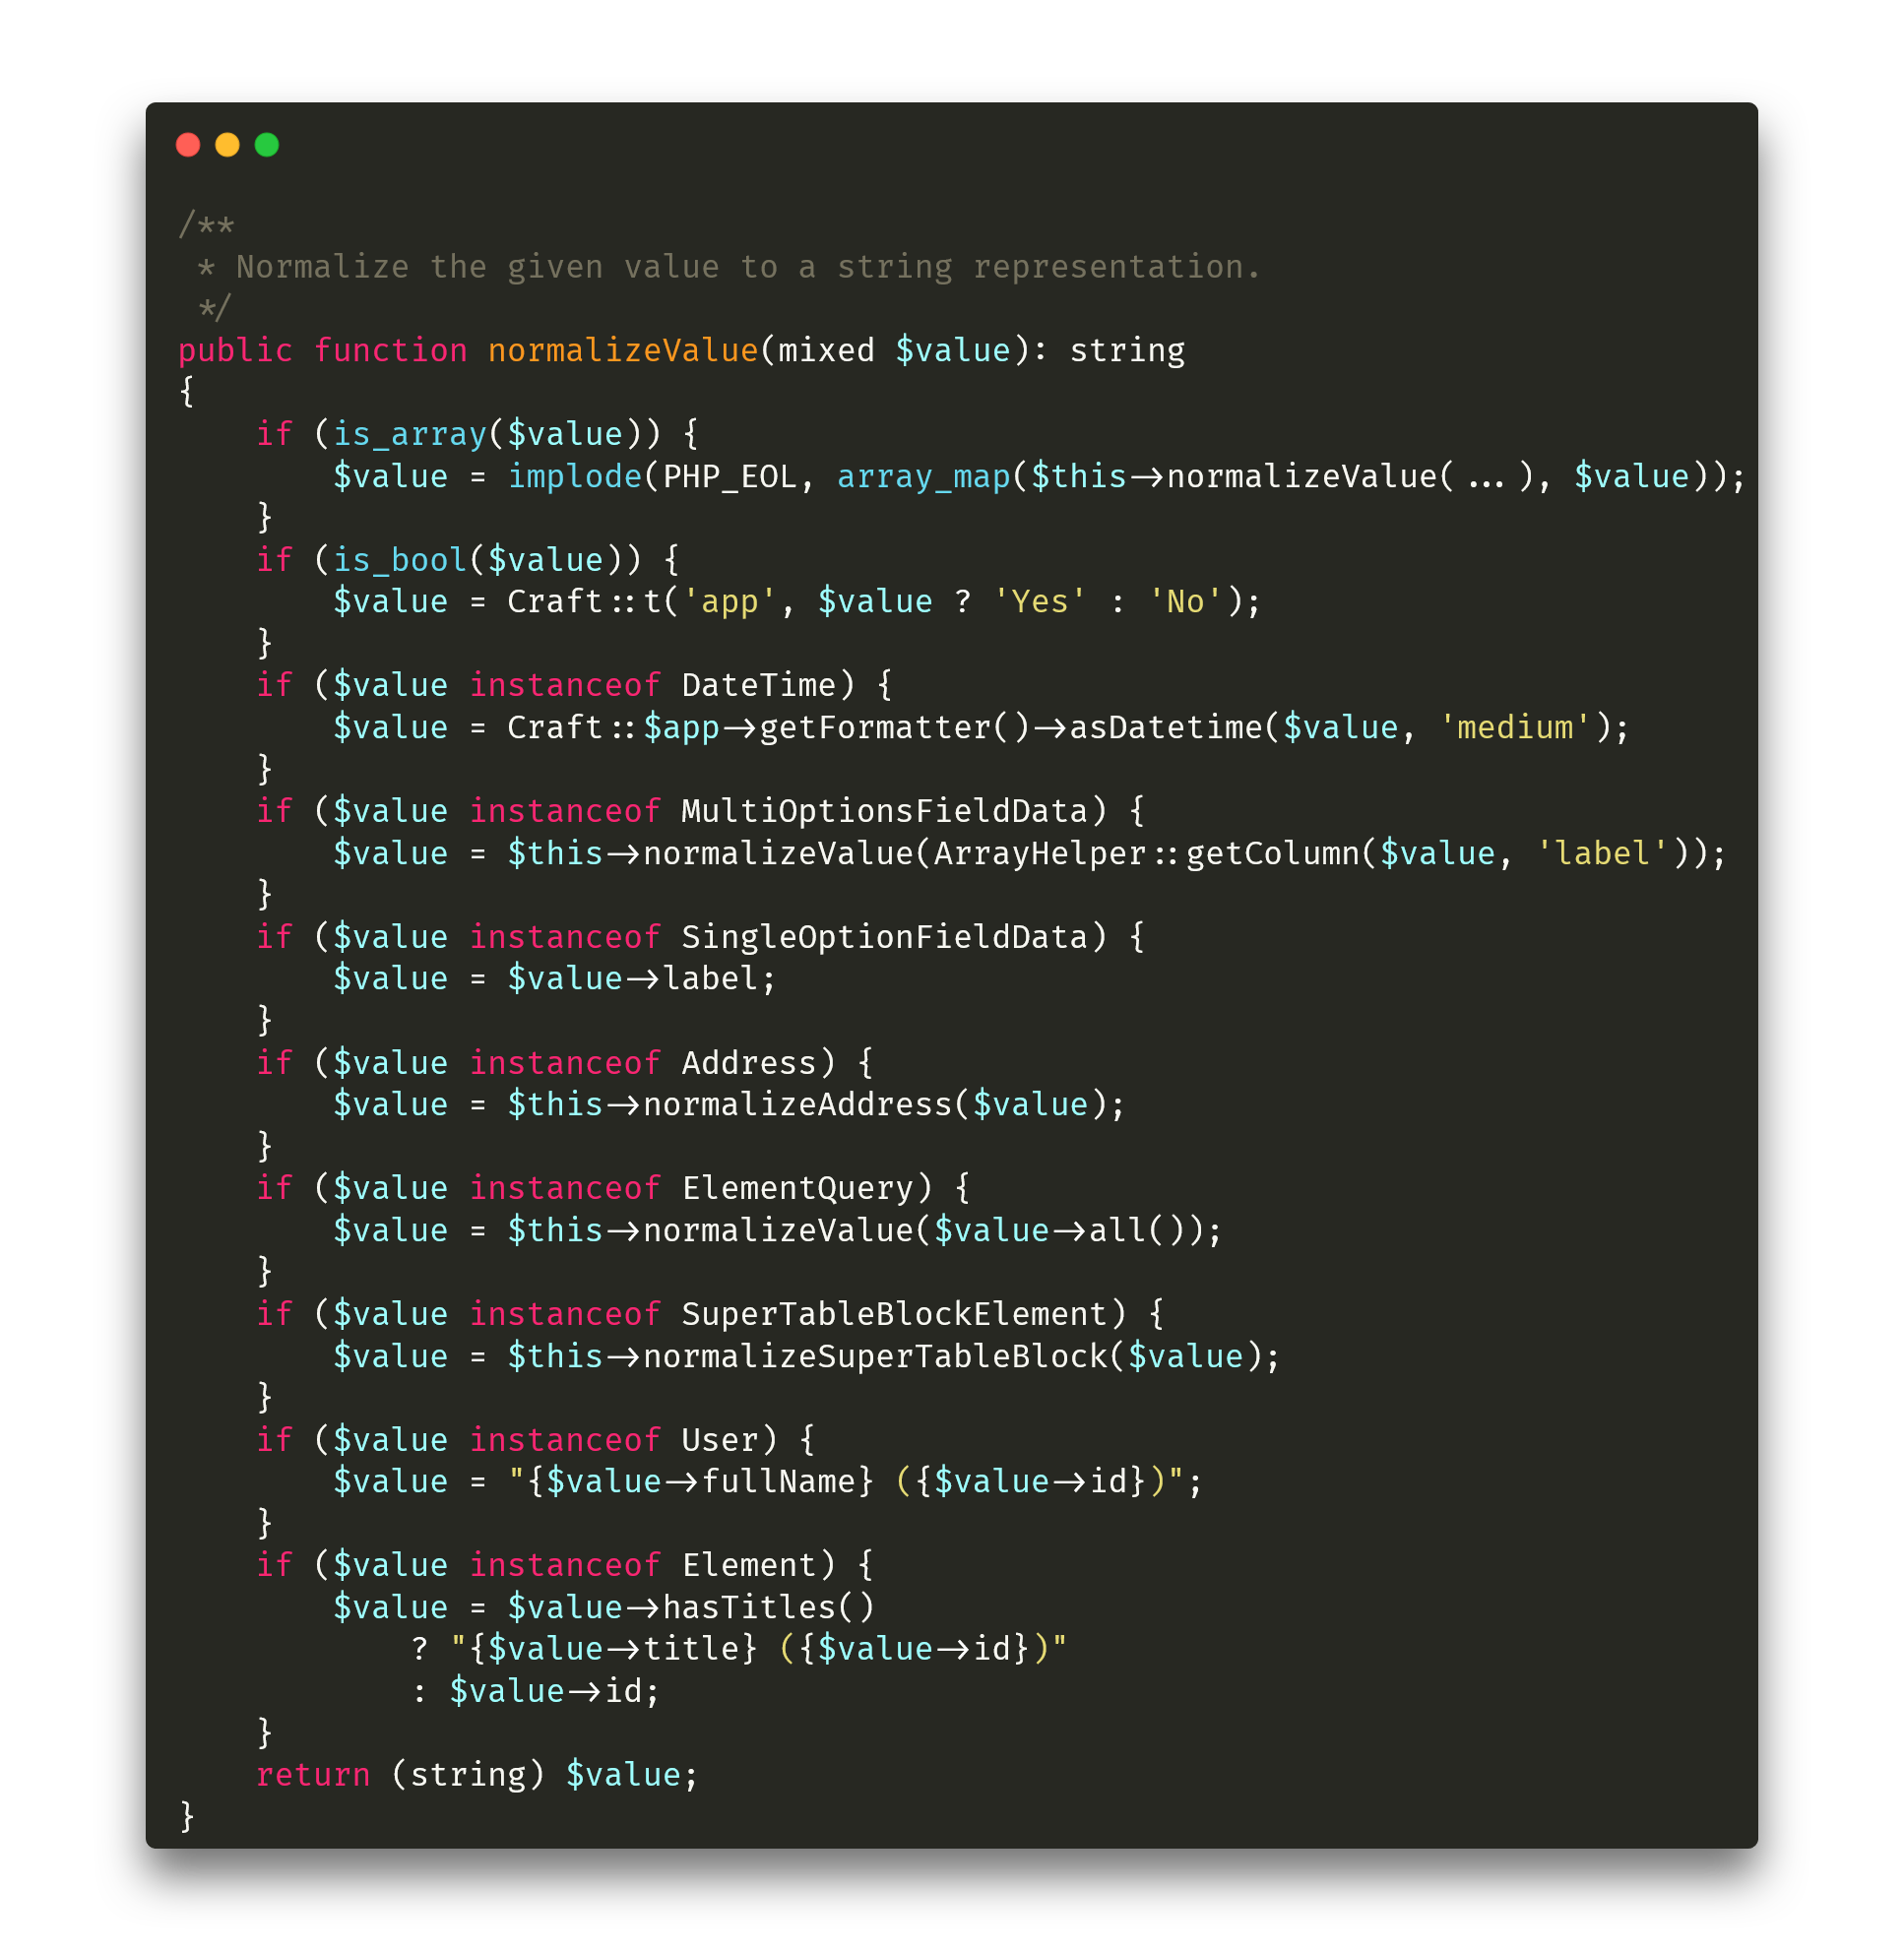 /**
 * Normalize the given value to a string representation.
 */
public function normalizeValue(mixed $value): string
{
    if (is_array($value)) {
        $value = implode(PHP_EOL, array_map($this->normalizeValue(...), $value));
    }
    if (is_bool($value)) {
        $value = Craft::t('app', $value ? 'Yes' : 'No');
    }
    if ($value instanceof DateTime) {
        $value = Craft::$app->getFormatter()->asDatetime($value, 'medium');
    }
    if ($value instanceof MultiOptionsFieldData) {
        $value = $this->normalizeValue(ArrayHelper::getColumn($value, 'label'));
    }
    if ($value instanceof SingleOptionFieldData) {
        $value = $value->label;
    }
    if ($value instanceof Address) {
        $value = $this->normalizeAddress($value);
    }
    if ($value instanceof ElementQuery) {
        $value = $this->normalizeValue($value->all());
    }
    if ($value instanceof SuperTableBlockElement) {
        $value = $this->normalizeSuperTableBlock($value);
    }
    if ($value instanceof User) {
        $value = "{$value->fullName} ({$value->id})";
    }
    if ($value instanceof Element) {
        $value = $value->hasTitles()
            ? "{$value->title} ({$value->id})"
            : $value->id;
    }
    return (string) $value;
}